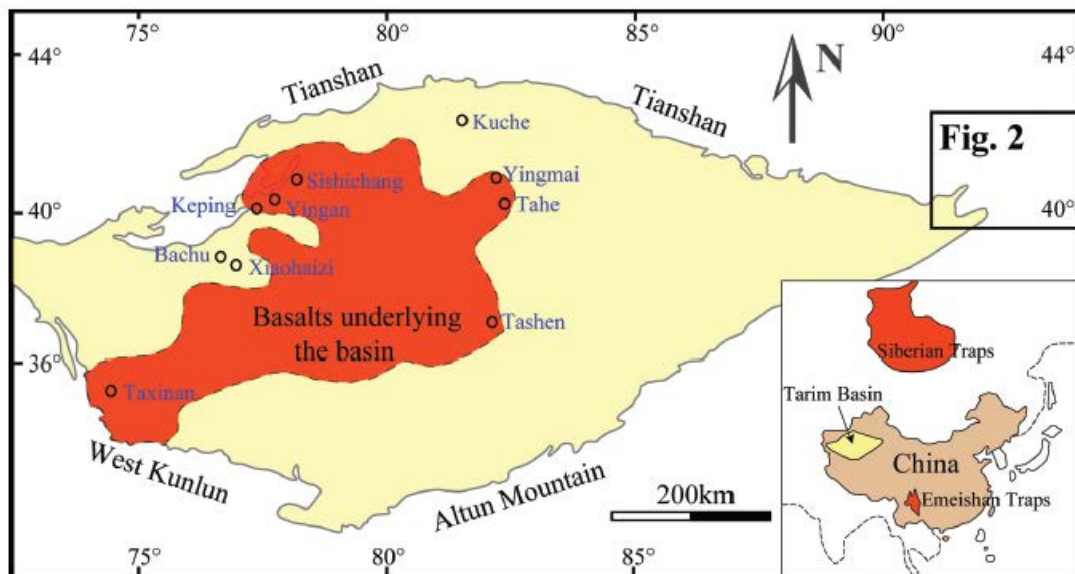 75°
80°
85°
90°
44°
44°
Tianshan
Tianshan
N
Kuche
Fig. 2
Sishichang
Yingmai
Keping
Yingan
Tahe
40°
40°
Bachu
Xiaohaizi
Basalts underlying
the basin
Tashen
36°
Taxinan
Siberian Traps
Tarim Basin
China
Emeishan Traps
West Kunlun
Altun Mountain
200km
75°
80°
85°